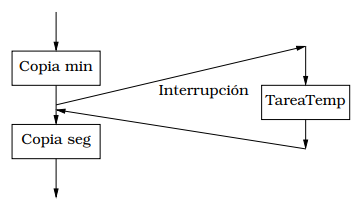 Copia min
Interrupción
TareaTemp
Copia seg